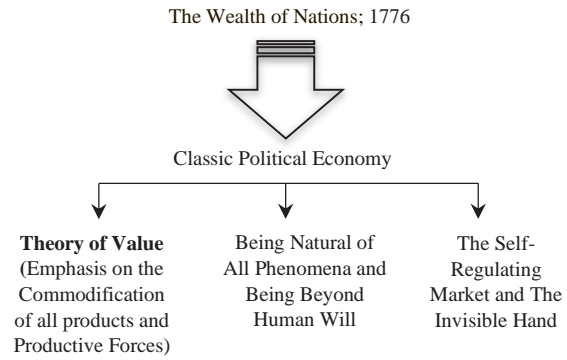 The Wealth of Nations; 1776
Classic Political Economy
Theory of Value
(Emphasis on the
Commodification
of all products and
Productive Forces)
Being Natural of
All Phenomena and
Being Beyond
Human Will
The Self-
Regulating
Market and The
Invisible Hand